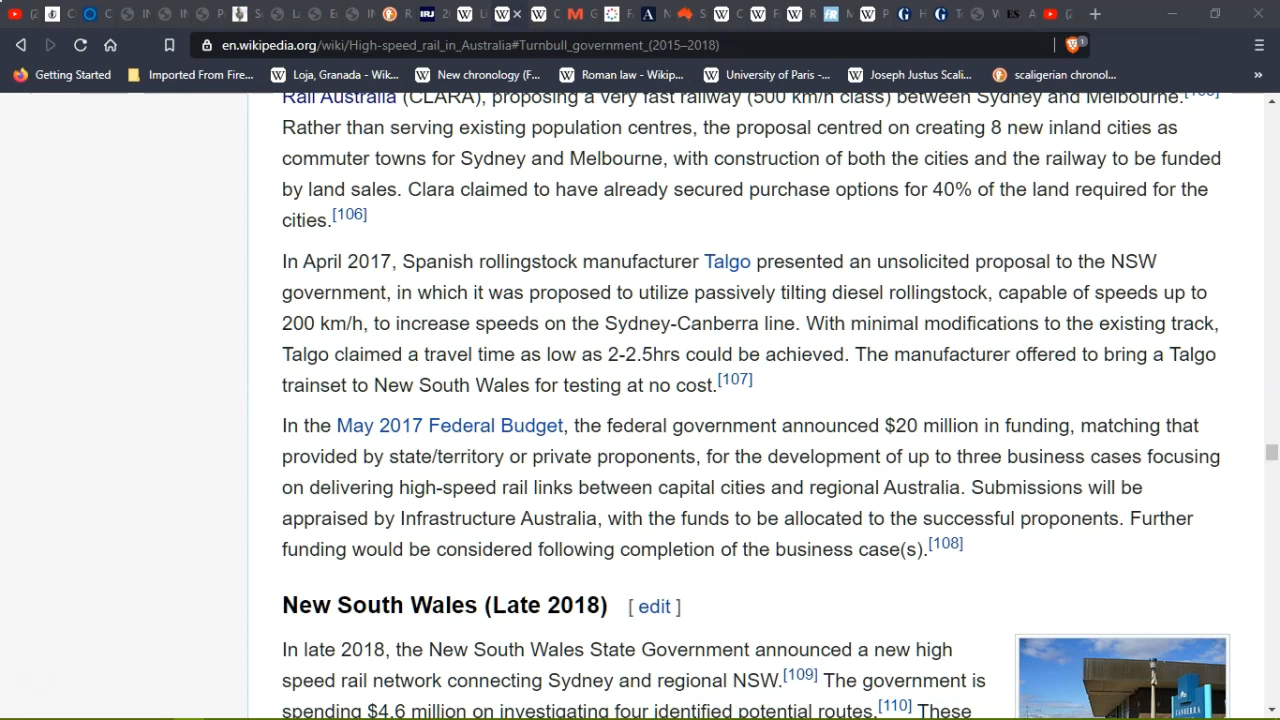 en.wikipedia.org/wiki/High-speed_rail_in_Australia#Turnbull_government_(2015–2018)
Getting Started Imported From Fire... Loja, Granada - Wik... New chronology (F... Roman law - Wikip... University of Paris -... Joseph Justus Scali... scaligerian chronol...
Rail Australia (CLARA), proposing a very fast railway (500 km/h class) between Sydney and Melbourne.
Rather than serving existing population centres, the proposal centred on creating 8 new inland cities as
commuter towns for Sydney and Melbourne, with construction of both the cities and the railway to be funded
by land sales. Clara claimed to have already secured purchase options for 40% of the land required for the
cities.[106]
In April 2017, Spanish rollingstock manufacturer Talgo presented an unsolicited proposal to the NSW
government, in which it was proposed to utilize passively tilting diesel rollingstock, capable of speeds up to
200 km/h, to increase speeds on the Sydney-Canberra line. With minimal modifications to the existing track,
Talgo claimed a travel time as low as 2-2.5hrs could be achieved. The manufacturer offered to bring a Talgo
trainset to New South Wales for testing at no cost.[107]
In the May 2017 Federal Budget, the federal government announced $20 million in funding, matching that
provided by state/territory or private proponents, for the development of up to three business cases focusing
on delivering high-speed rail links between capital cities and regional Australia. Submissions will be
appraised by Infrastructure Australia, with the funds to be allocated to the successful proponents. Further
funding would be considered following completion of the business case(s).[108]
New South Wales (Late 2018) [ edit ]
In late 2018, the New South Wales State Government announced a new high
speed rail network connecting Sydney and regional NSW.[109] The government is
spending $4.6 million on investigating four identified potential routes.[110] These
CANBERRA